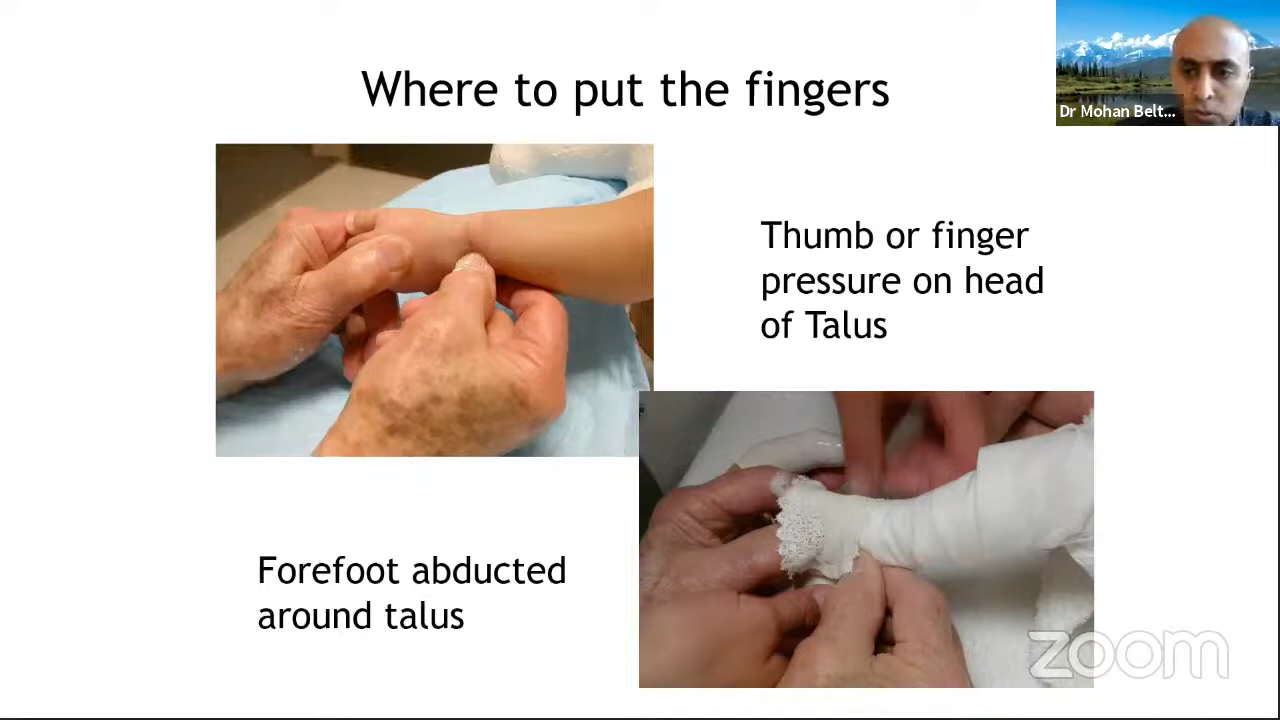 Where to put the fingers
Dr Mohan Belt...
Thumb or finger
pressure on head
of Talus
Forefoot abducted
around talus
zoom